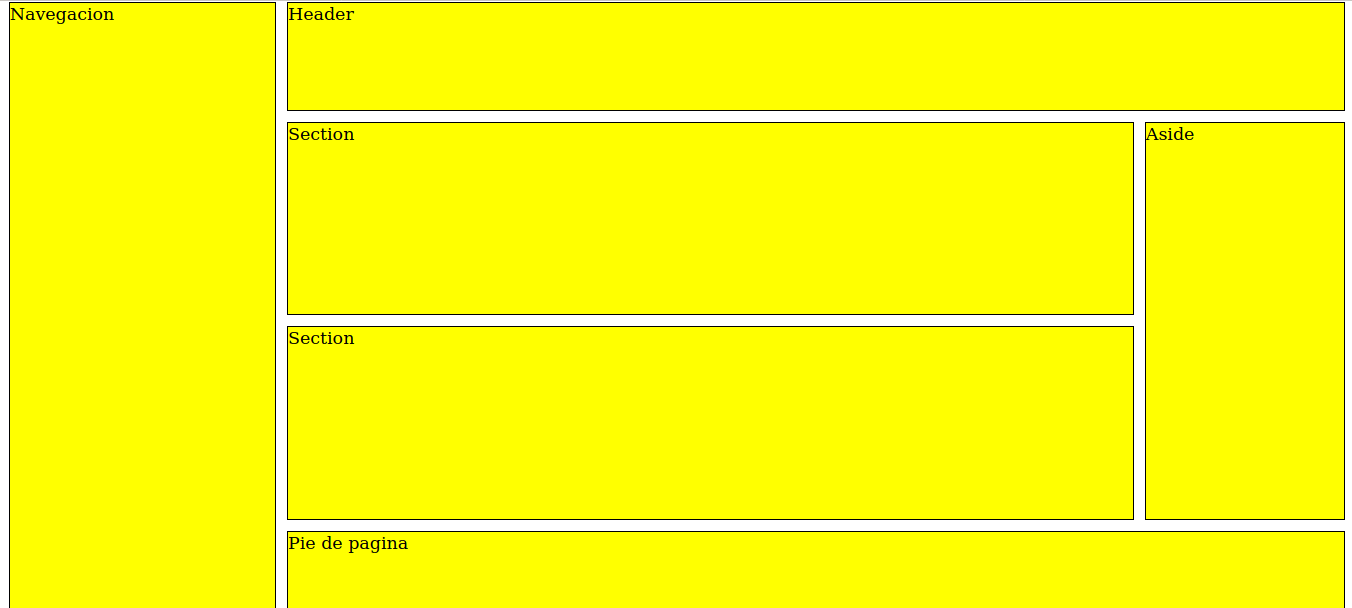 Navegacion
Header
Section
Aside
Section
Pie de pagina